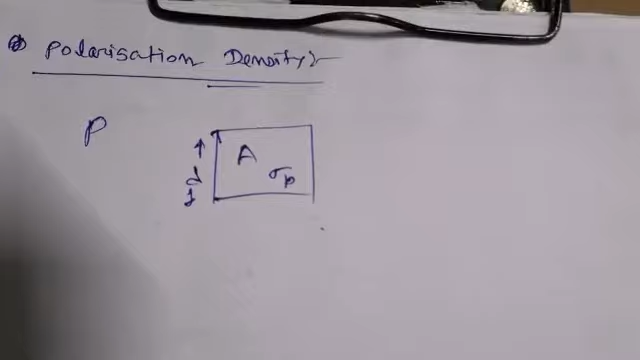 Polarisation Density:-
P
A
d
σp